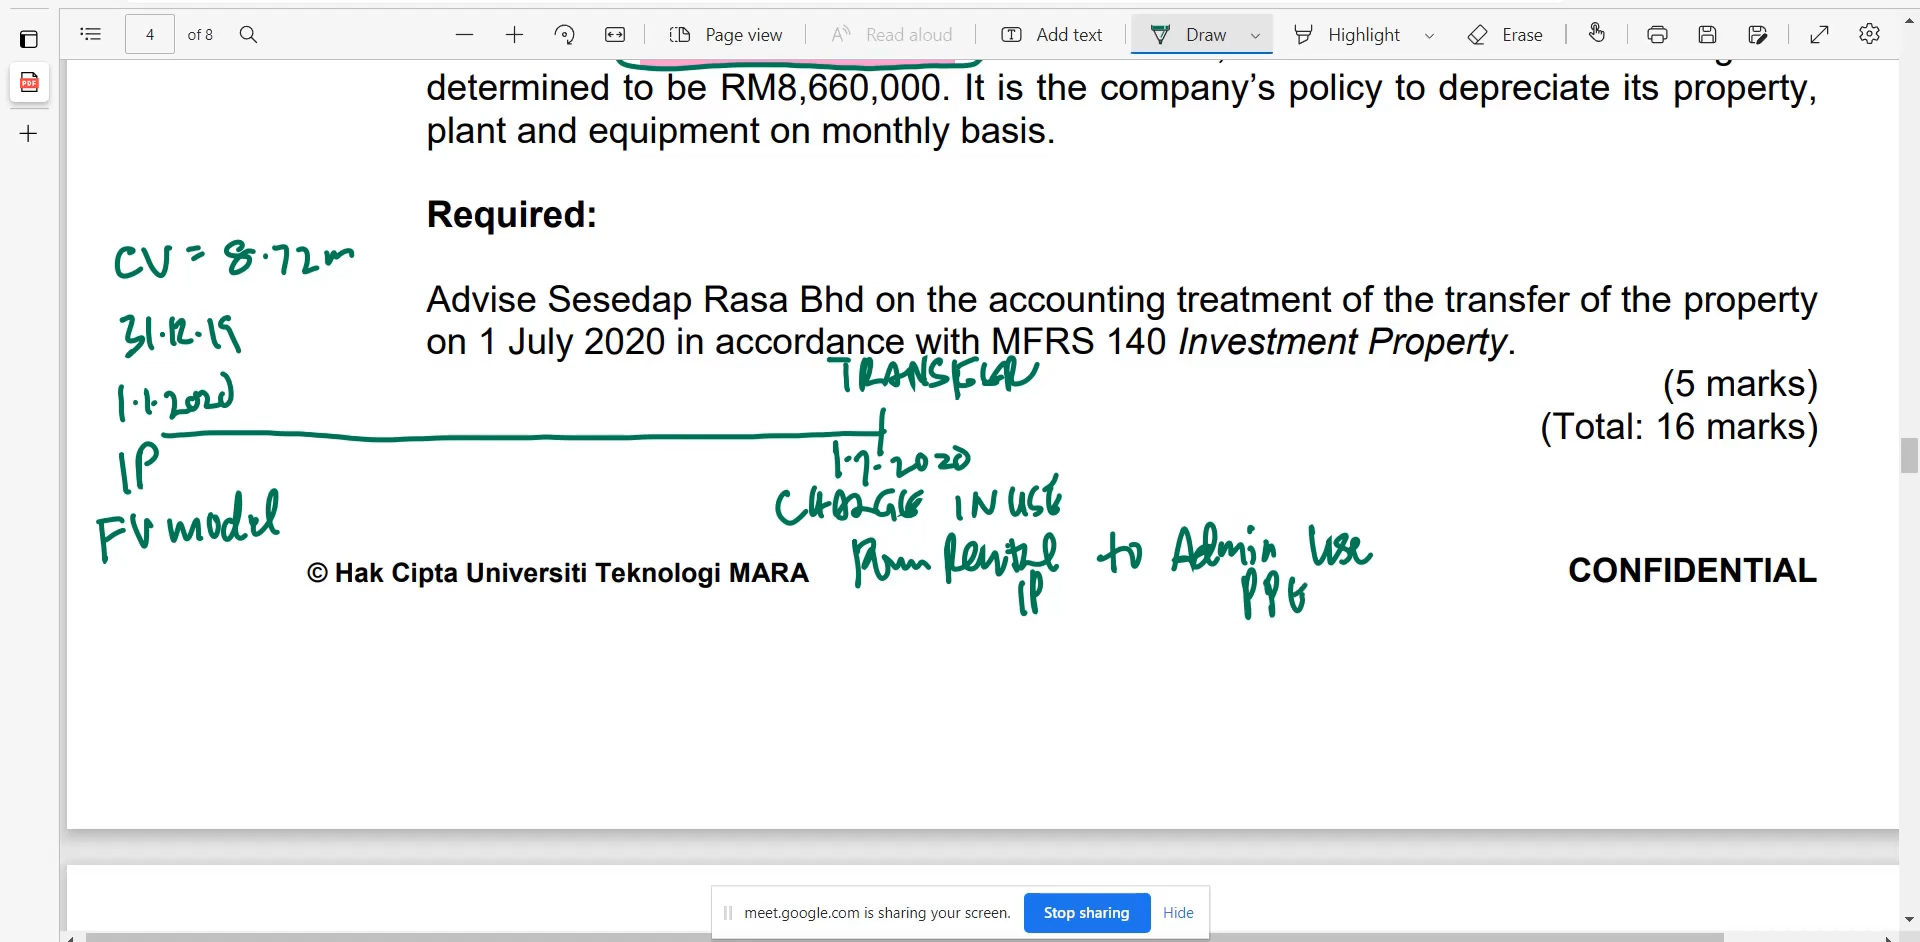 4 of 8 Page view Read aloud Add text Draw Highlight Erase
determined to be RM8,660,000. It is the company's policy to depreciate its property,
plant and equipment on monthly basis.
Required:
CV = 8.72m
Advise Sesedap Rasa Bhd on the accounting treatment of the transfer of the property
31.12.19
on 1 July 2020 in accordance with MFRS 140 Investment Property.
TRANSFER
1.1.2020
(5 marks)
(Total: 16 marks)
IP
1.7.2020
FV model
CHANGE IN USE
from Rental to Admin Use
© Hak Cipta Universiti Teknologi MARA
CONFIDENTIAL
IP PPE
meet.google.com is sharing your screen. Stop sharing Hide